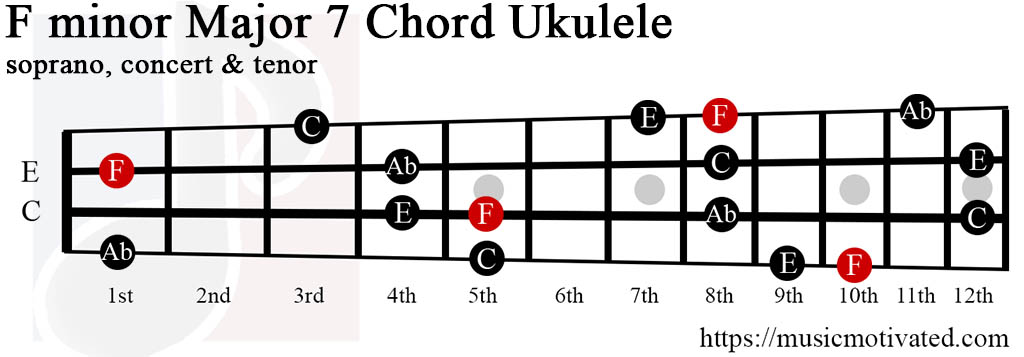 F minor Major 7 Chord Ukulele
soprano, concert & tenor
C E F Ab
E F Ab C E
C E F Ab C
Ab C E F
1st 2nd 3rd 4th 5th 6th 7th 8th 9th 10th 11th 12th
https://musicmotivated.com